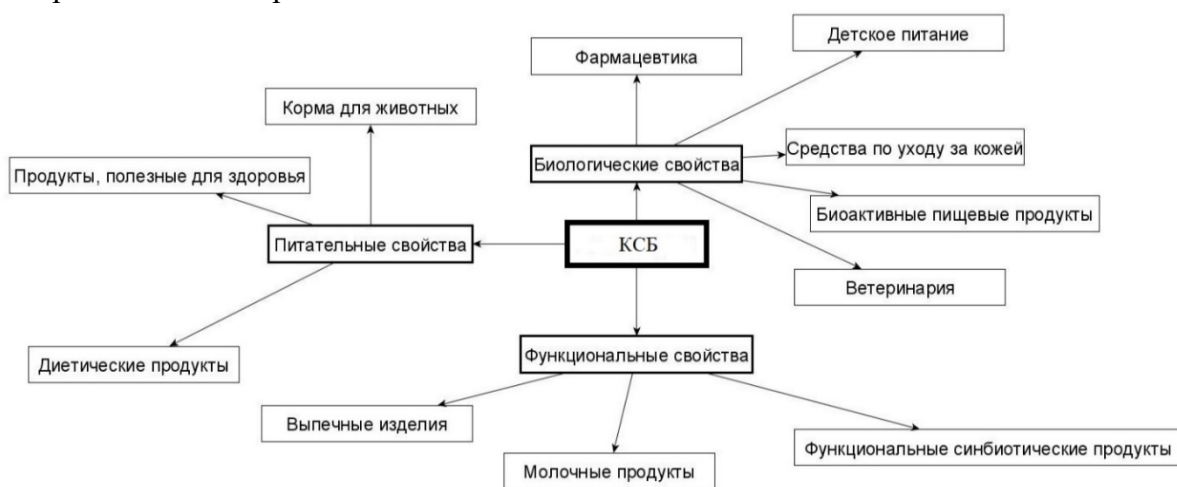 Детское питание
Фармацевтика
Корма для животных
Средства по уходу за кожей
Биологические свойства
Продукты, полезные для здоровья
Биоактивные пищевые продукты
Питательные свойства
КСБ
Ветеринария
Функциональные свойства
Диетические продукты
Выпечные изделия
Функциональные синбиотические продукты
Молочные продукты